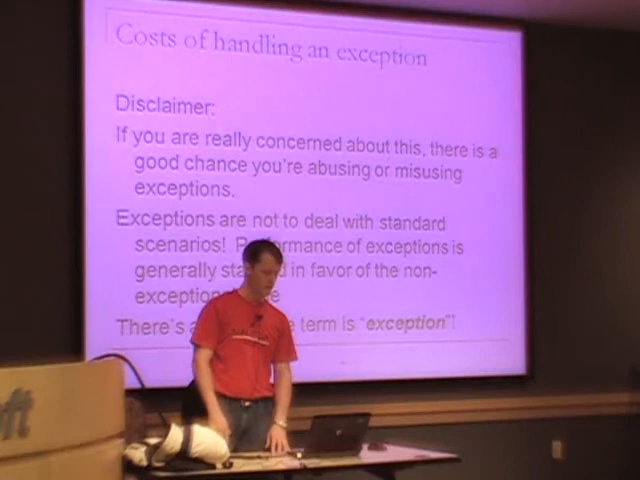 Costs of handling an exception
Disclaimer:
If you are really concerned about this, there is a
good chance you're abusing or misusing
exceptions.
Exceptions are not to deal with standard
scenarios! of exceptions is
generally in favor of the non-
There's term is "exception"!
ft